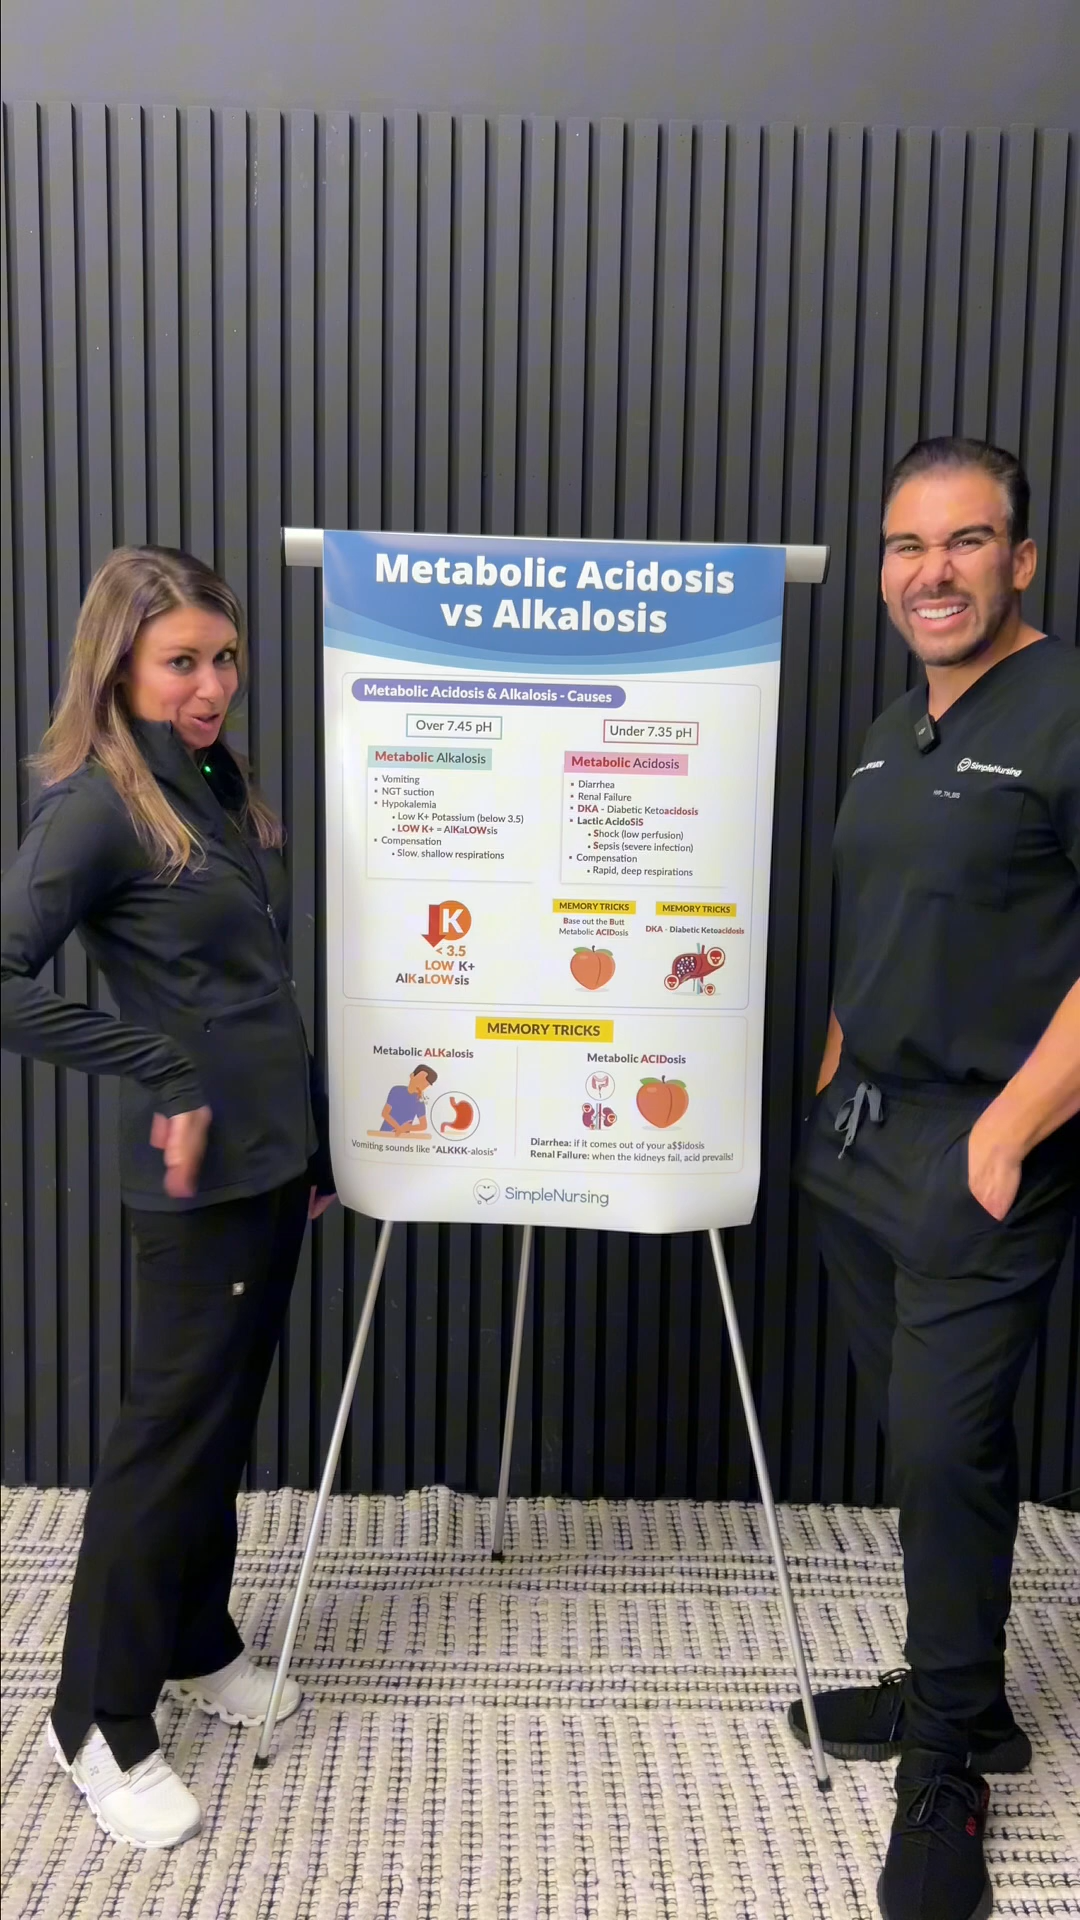 Metabolic Acidosis
vs Alkalosis
Metabolic Acidosis & Alkalosis - Causes
Over 7.45 pH
Metabolic Alkalosis
• Vomiting
• NGT suction
• Hypokalemia
• Low K+ Potassium (below 3.5)
• LOW K+ = AlKaLOWsis
• Compensation
• Slow, shallow respirations
K
< 3.5
LOW K+
AlKaLOWsis
Under 7.35 pH
Metabolic Acidosis
• Diarrhea
• Renal Failure
• DKA - Diabetic Ketoacidosis
• Lactic AcidoSiS
• Shock (low perfusion)
• Sepsis (severe infection)
• Compensation
• Rapid, deep respirations
MEMORY TRICKS
Base out the Butt
Metabolic ACIDosis
MEMORY TRICKS
DKA - Diabetic Ketoacidosis
MEMORY TRICKS
Metabolic ALKalosis
Vomiting sounds like "ALKKK-alosis"
Metabolic ACIDosis
Diarrhea: if it comes out of your a$$idosis
Renal Failure: when the kidneys fail, acid prevails!
SimpleNursing
SimpleNursing